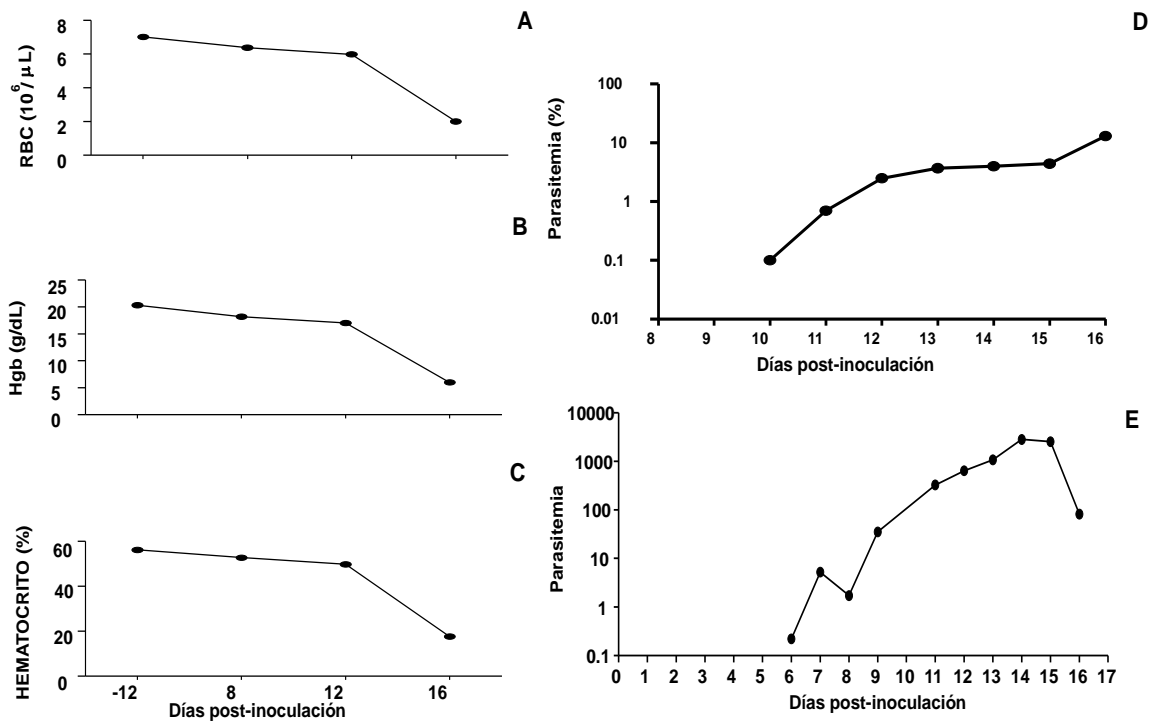 A
8
6
4
2
0
RBC (10⁶/µL)
B
25
20
15
10
5
0
Hgb (g/dL)
C
60
40
20
0
HEMATOCRITO (%)
-12 8 12 16
Días post-inoculación
D
100
10
1
0.1
0.01
Parasitemia (%)
8 9 10 11 12 13 14 15 16
Días post-inoculación
E
10000
1000
100
10
1
0.1
Parasitemia
0 1 2 3 4 5 6 7 8 9 10 11 12 13 14 15 16 17
Días post-inoculación